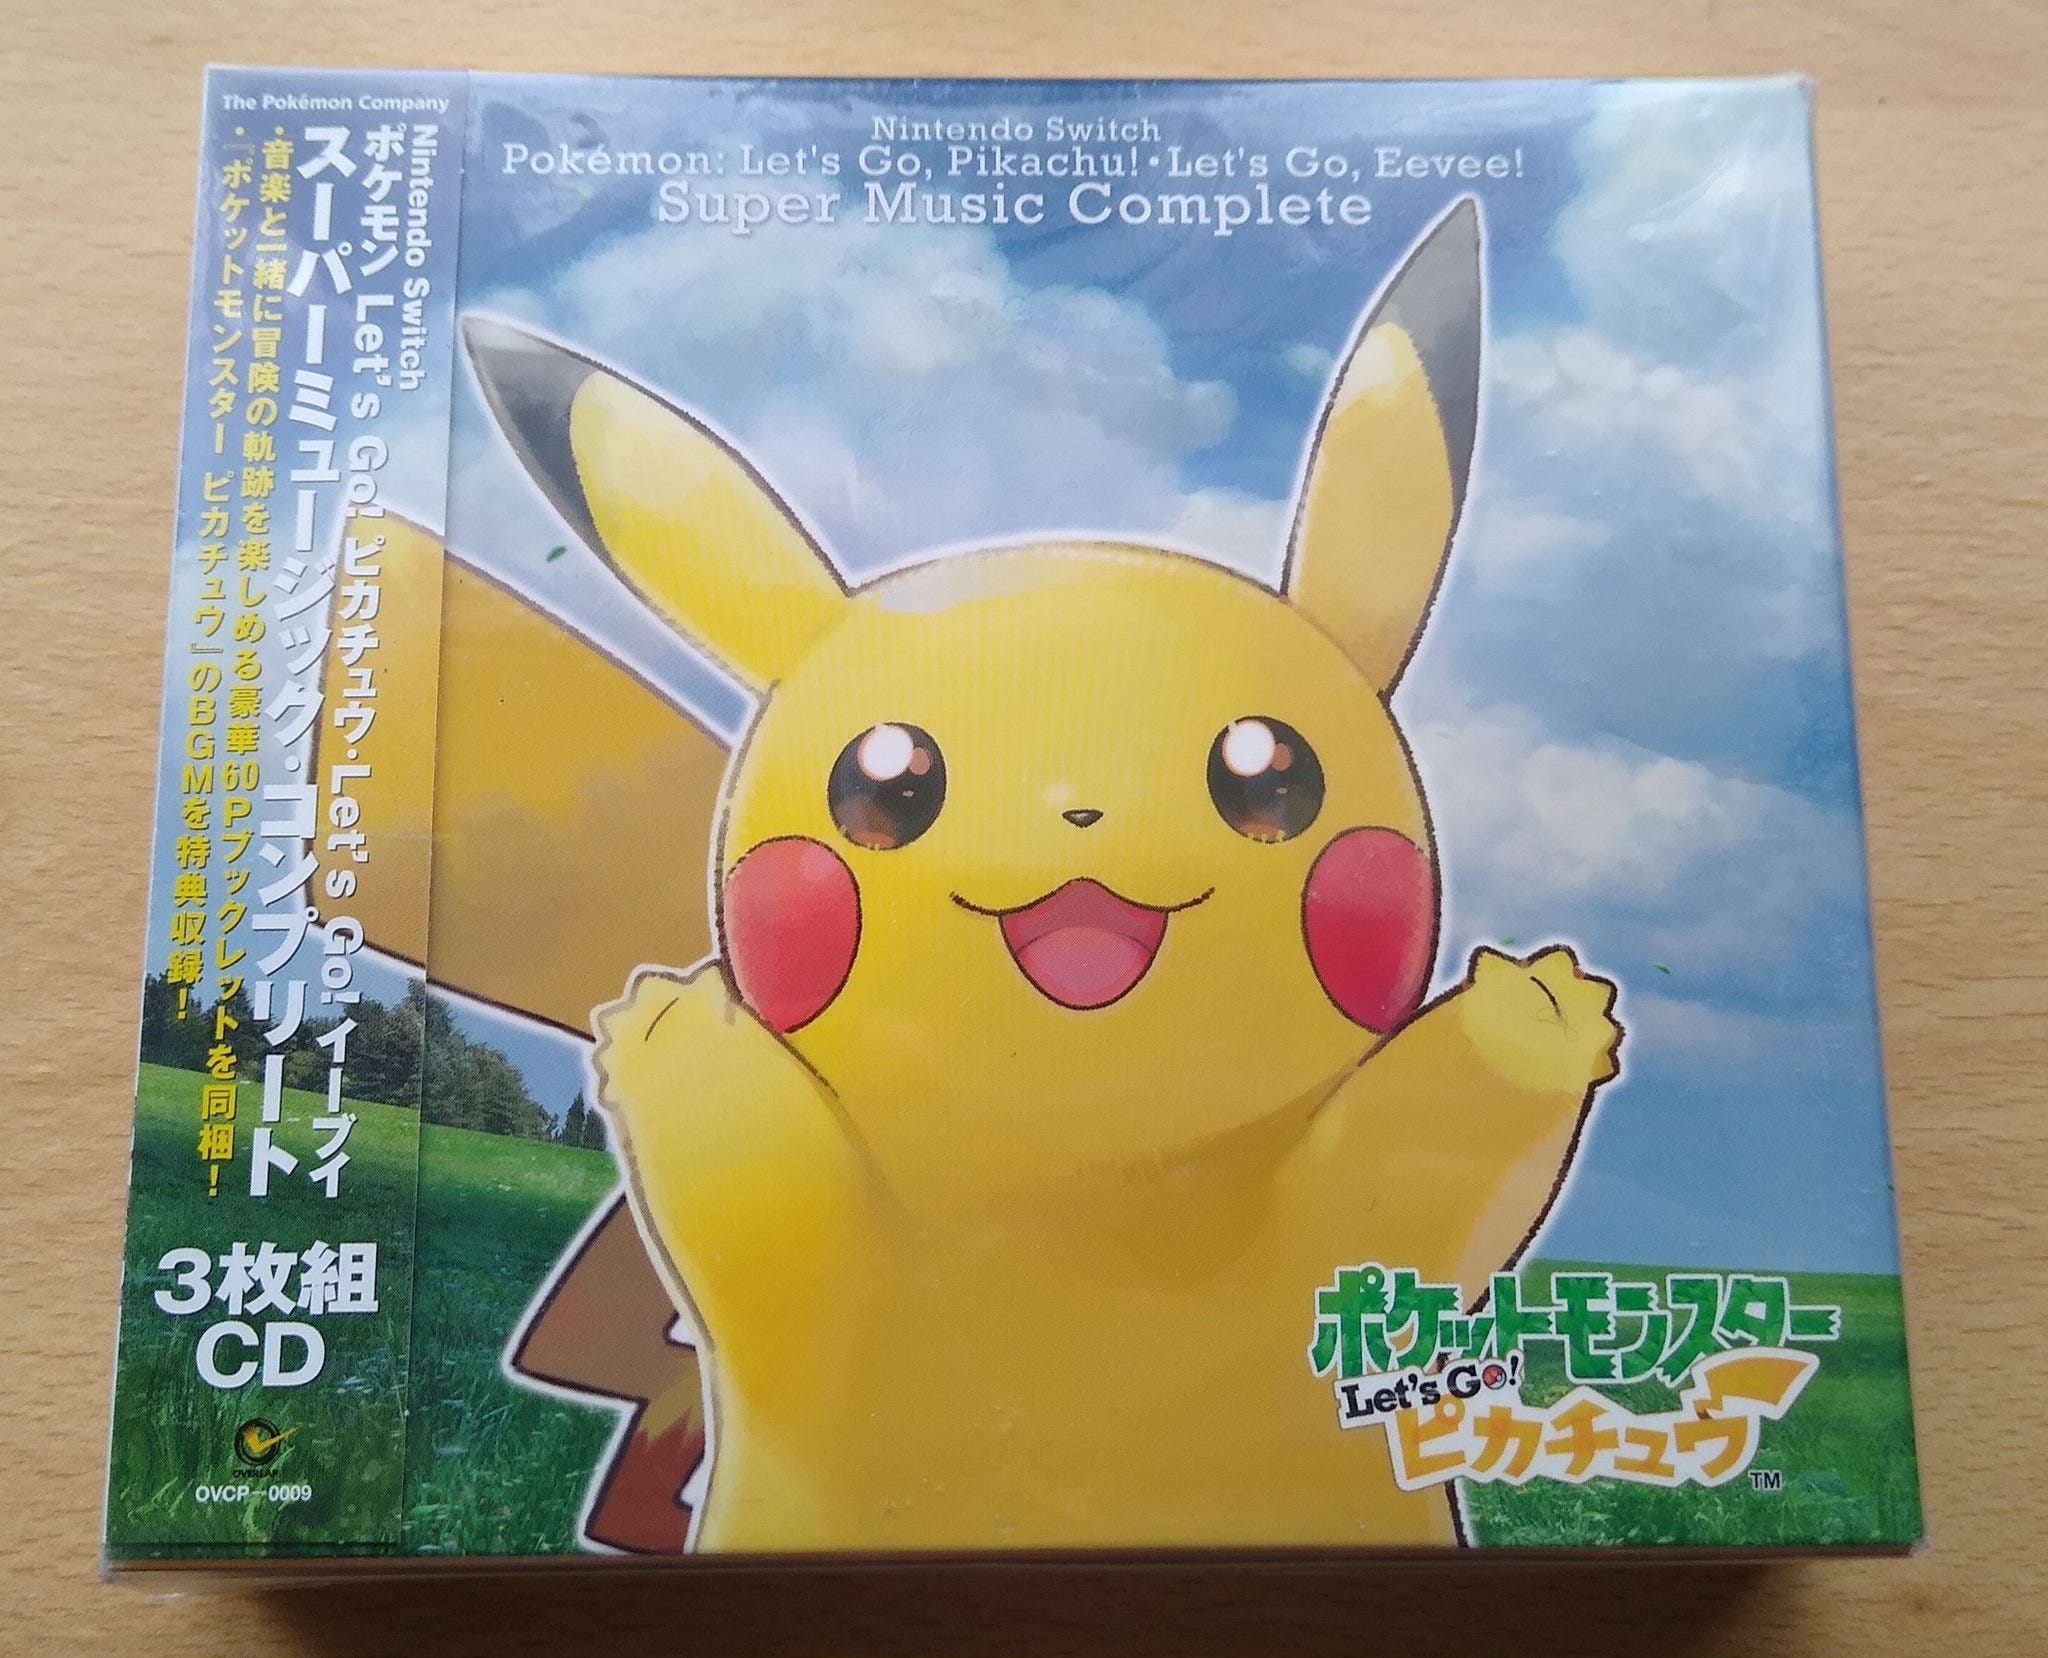 The Pokémon Company
Nintendo Switch
ポケモン Let's Go! ピカチュウ・Let's Go! イーブイ
スーパーミュージック・コンプリート
・音楽と一緒に冒険の軌跡を楽しめる豪華60Pブックレットを同梱!
・『ポケットモンスター ピカチュウ』のBGMを特典収録!
3枚組
CD
OVERLAP
OVCP-0009
Nintendo Switch
Pokémon: Let's Go, Pikachu!・Let's Go, Eevee!
Super Music Complete
ポケットモンスター
Let's GO!
ピカチュウ
TM